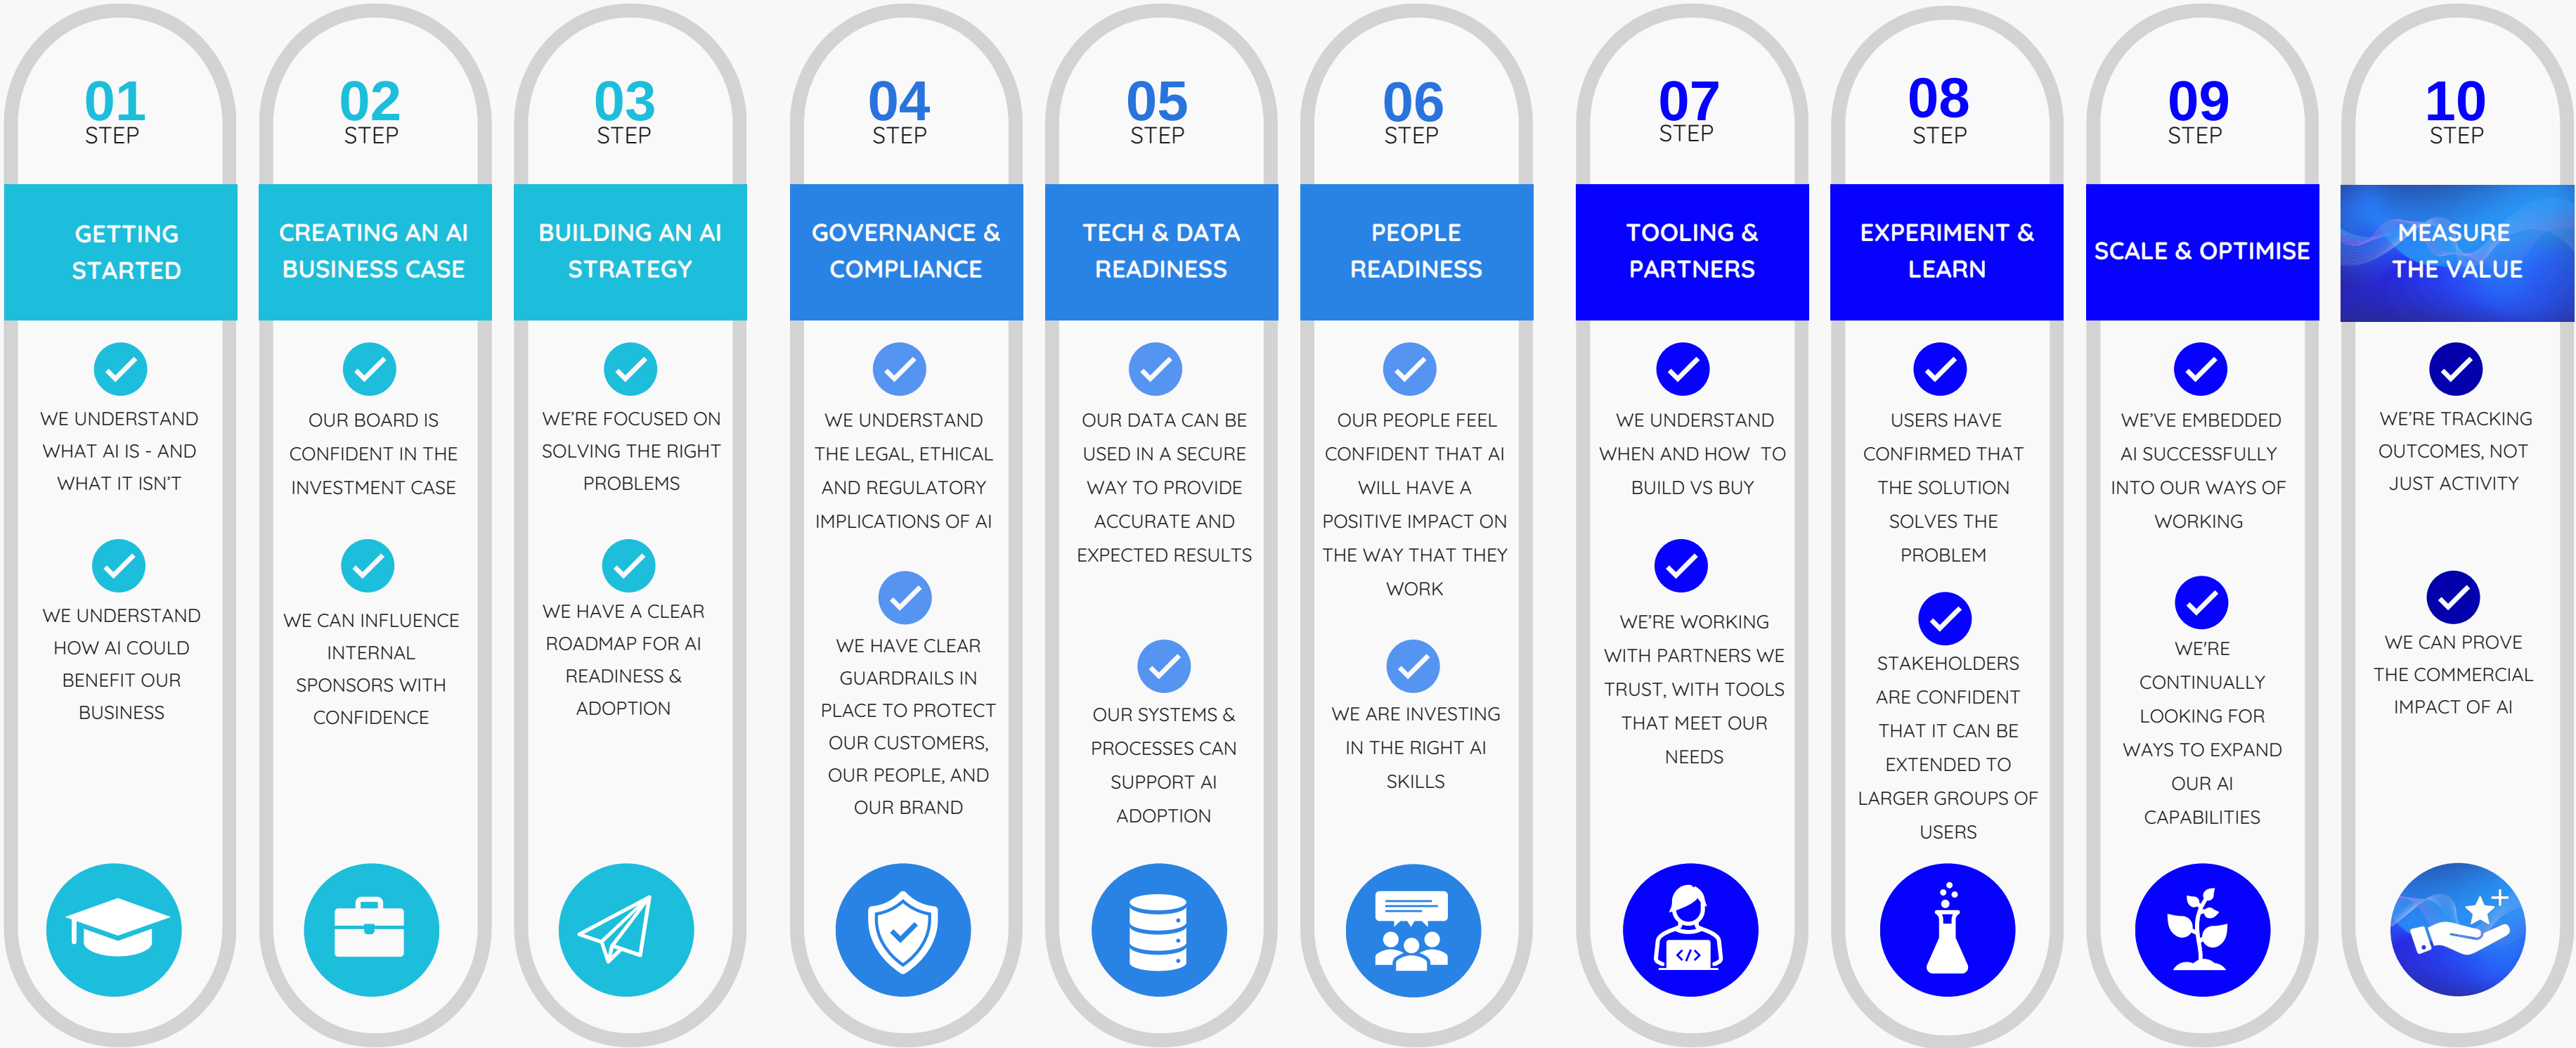 01
STEP
GETTING
STARTED
WE UNDERSTAND
WHAT AI IS - AND
WHAT IT ISN'T
WE UNDERSTAND
HOW AI COULD
BENEFIT OUR
BUSINESS
02
STEP
CREATING AN AI
BUSINESS CASE
OUR BOARD IS
CONFIDENT IN THE
INVESTMENT CASE
WE CAN INFLUENCE
INTERNAL
SPONSORS WITH
CONFIDENCE
03
STEP
BUILDING AN AI
STRATEGY
WE'RE FOCUSED ON
SOLVING THE RIGHT
PROBLEMS
WE HAVE A CLEAR
ROADMAP FOR AI
READINESS &
ADOPTION
04
STEP
GOVERNANCE &
COMPLIANCE
WE UNDERSTAND
THE LEGAL, ETHICAL
AND REGULATORY
IMPLICATIONS OF AI
WE HAVE CLEAR
GUARDRAILS IN
PLACE TO PROTECT
OUR CUSTOMERS,
OUR PEOPLE, AND
OUR BRAND
05
STEP
TECH & DATA
READINESS
OUR DATA CAN BE
USED IN A SECURE
WAY TO PROVIDE
ACCURATE AND
EXPECTED RESULTS
OUR SYSTEMS &
PROCESSES CAN
SUPPORT AI
ADOPTION
06
STEP
PEOPLE
READINESS
OUR PEOPLE FEEL
CONFIDENT THAT AI
WILL HAVE A
POSITIVE IMPACT ON
THE WAY THAT THEY
WORK
WE ARE INVESTING
IN THE RIGHT AI
SKILLS
07
STEP
TOOLING &
PARTNERS
WE UNDERSTAND
WHEN AND HOW TO
BUILD VS BUY
WE'RE WORKING
WITH PARTNERS WE
TRUST, WITH TOOLS
THAT MEET OUR
NEEDS
</>
08
STEP
EXPERIMENT &
LEARN
USERS HAVE
CONFIRMED THAT
THE SOLUTION
SOLVES THE
PROBLEM
STAKEHOLDERS
ARE CONFIDENT
THAT IT CAN BE
EXTENDED TO
LARGER GROUPS OF
USERS
09
STEP
SCALE & OPTIMISE
WE'VE EMBEDDED
AI SUCCESSFULLY
INTO OUR WAYS OF
WORKING
WE'RE
CONTINUALLY
LOOKING FOR
WAYS TO EXPAND
OUR AI
CAPABILITIES
10
STEP
MEASURE
THE VALUE
WE'RE TRACKING
OUTCOMES, NOT
JUST ACTIVITY
WE CAN PROVE
THE COMMERCIAL
IMPACT OF AI